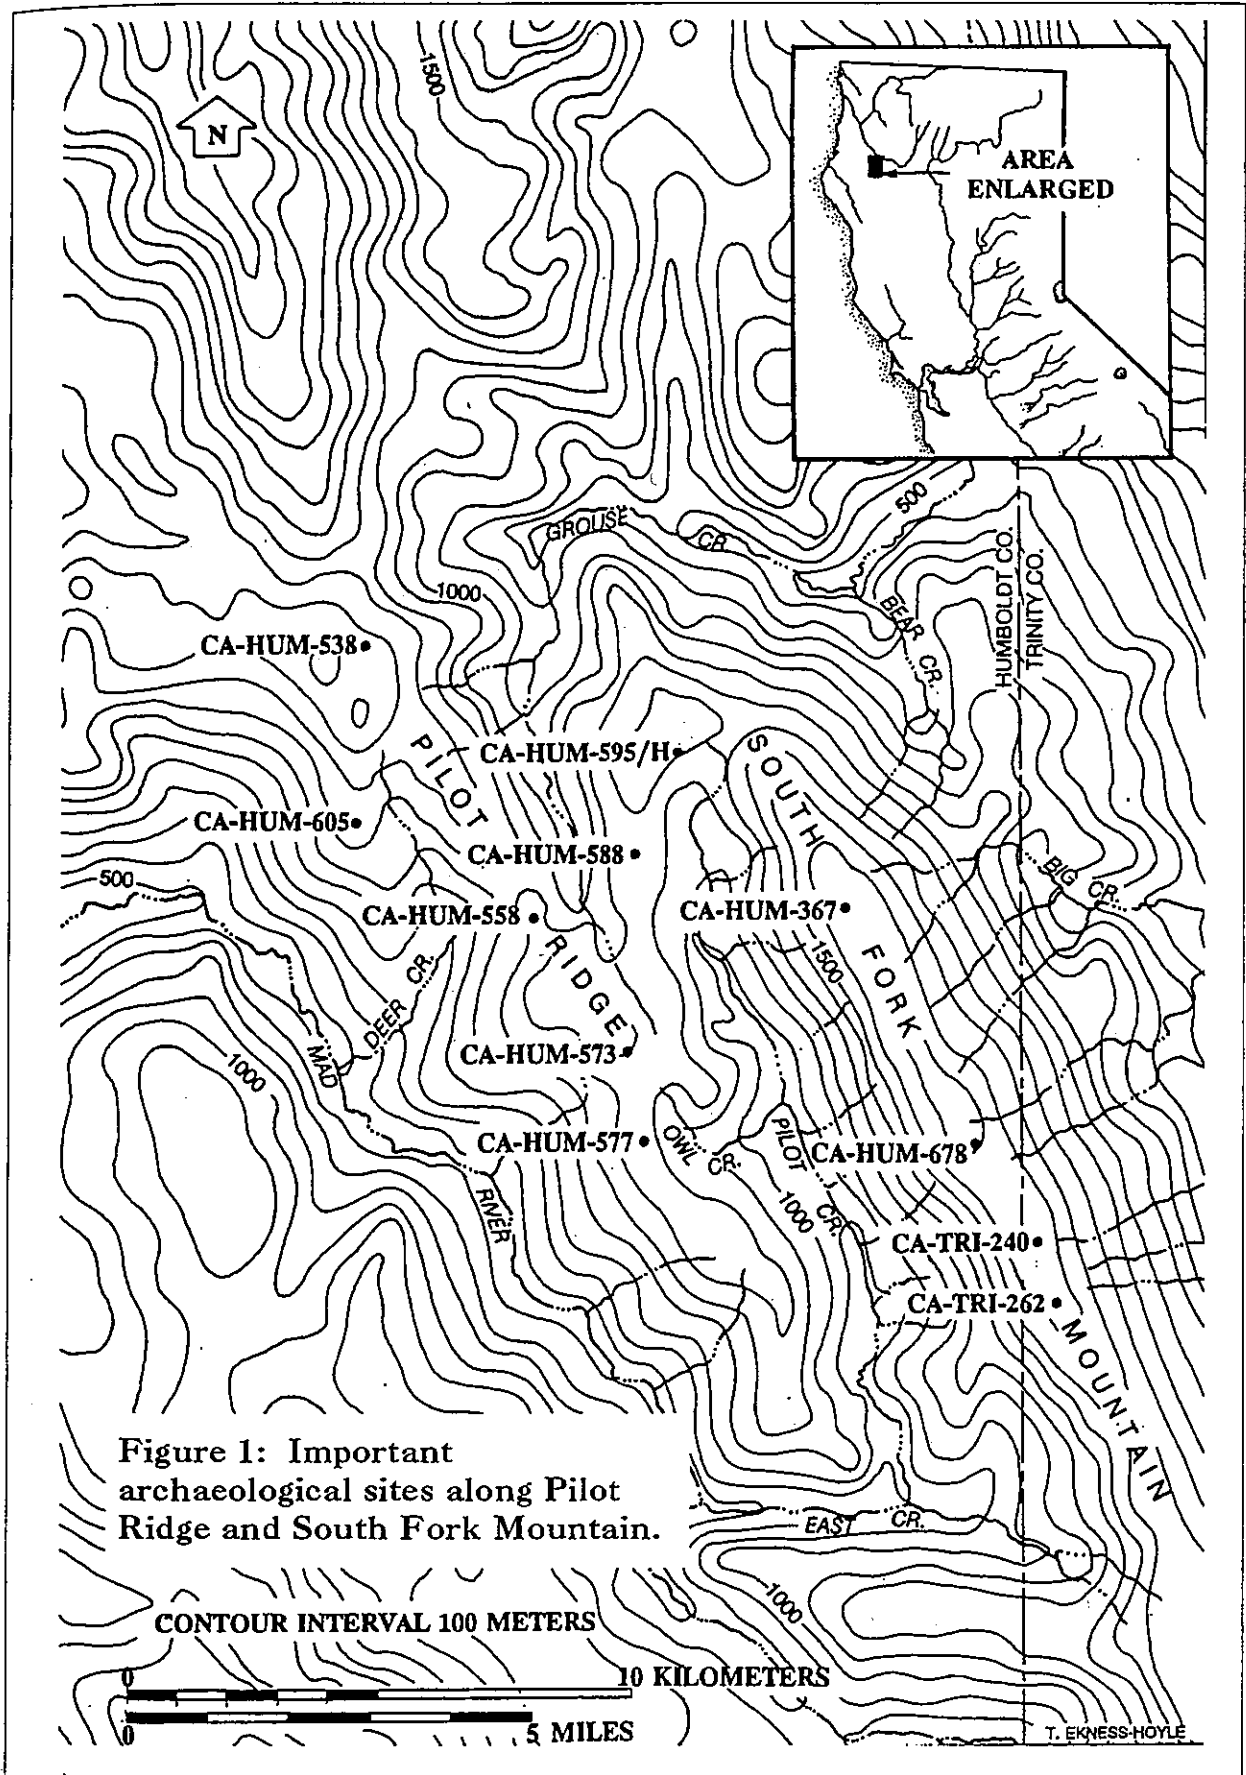 1500
N
AREA
ENLARGED
500
GROUSE
CR.
1000
BEAR CR.
HUMBOLDT CO.
TRINITY CO.
CA-HUM-538
PILOT
CA-HUM-595/H
SOUTH
CA-HUM-605
CA-HUM-588
BIG CR.
500
CA-HUM-558
CA-HUM-367
RIDGE
FORK
1500
DEER CR.
MAD
1000
CA-HUM-573
CA-HUM-577
OWL CR.
PILOT
CR.
CA-HUM-678
RIVER
1000
CA-TRI-240
CA-TRI-262
MOUNTAIN
Figure 1: Important
archaeological sites along Pilot
Ridge and South Fork Mountain.
EAST CR.
1000
CONTOUR INTERVAL 100 METERS
0 10 KILOMETERS
0 5 MILES
T. EKNESS-HOYLE